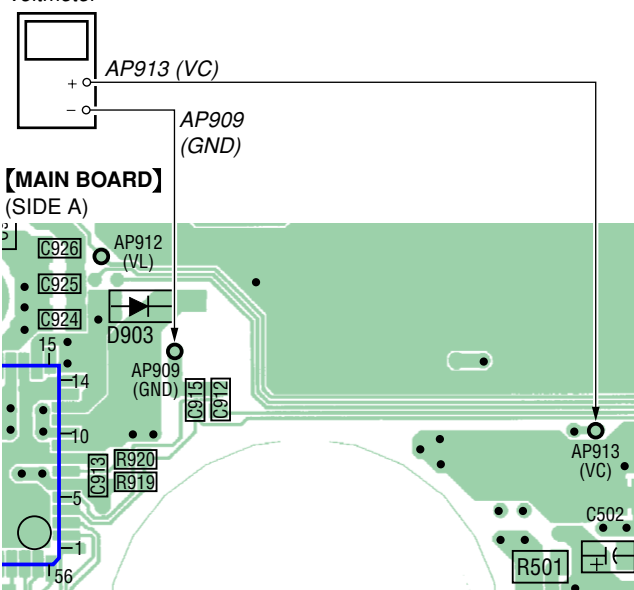 +
AP913 (VC)
−
AP909
(GND)
【MAIN BOARD】
(SIDE A)
C926
AP912
(VL)
C925
C924
D903
15
14
AP909
(GND)
C915
C912
10
AP913
(VC)
R920
C913
R919
5
C502
1
R501
+
56